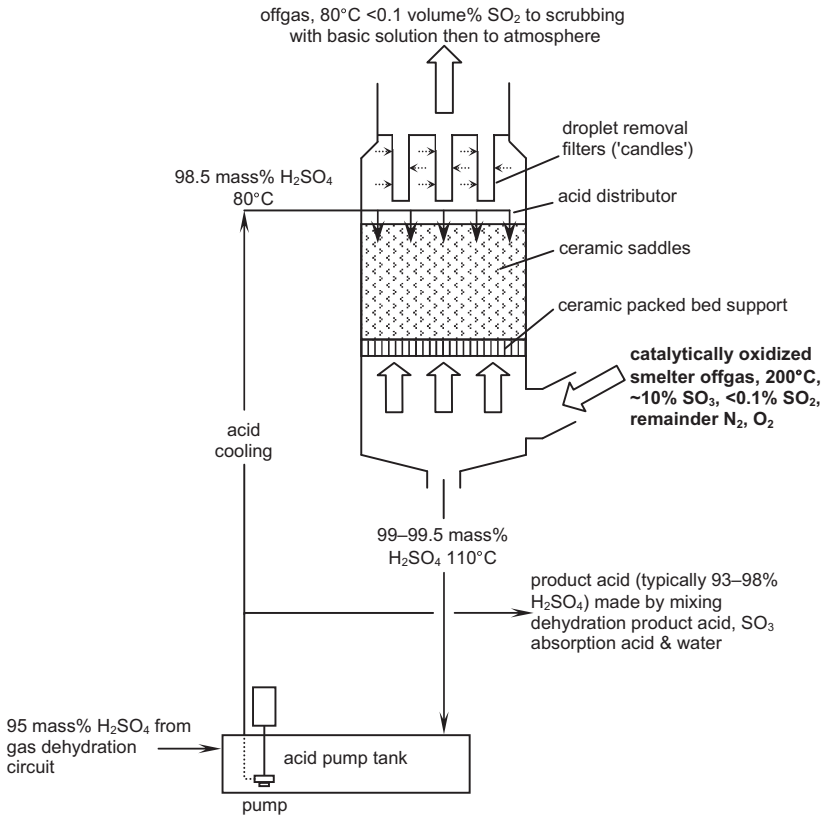 offgas, 80°C <0.1 volume% SO₂ to scrubbing
with basic solution then to atmosphere
droplet removal
filters ('candles')
98.5 mass% H₂SO₄
80°C
acid distributor
ceramic saddles
ceramic packed bed support
catalytically oxidized
smelter offgas, 200°C,
~10% SO₃, <0.1% SO₂,
remainder N₂, O₂
acid
cooling
99–99.5 mass%
H₂SO₄ 110°C
product acid (typically 93–98%
H₂SO₄) made by mixing
dehydration product acid, SO₃
absorption acid & water
95 mass% H₂SO₄ from
gas dehydration
circuit
acid pump tank
pump